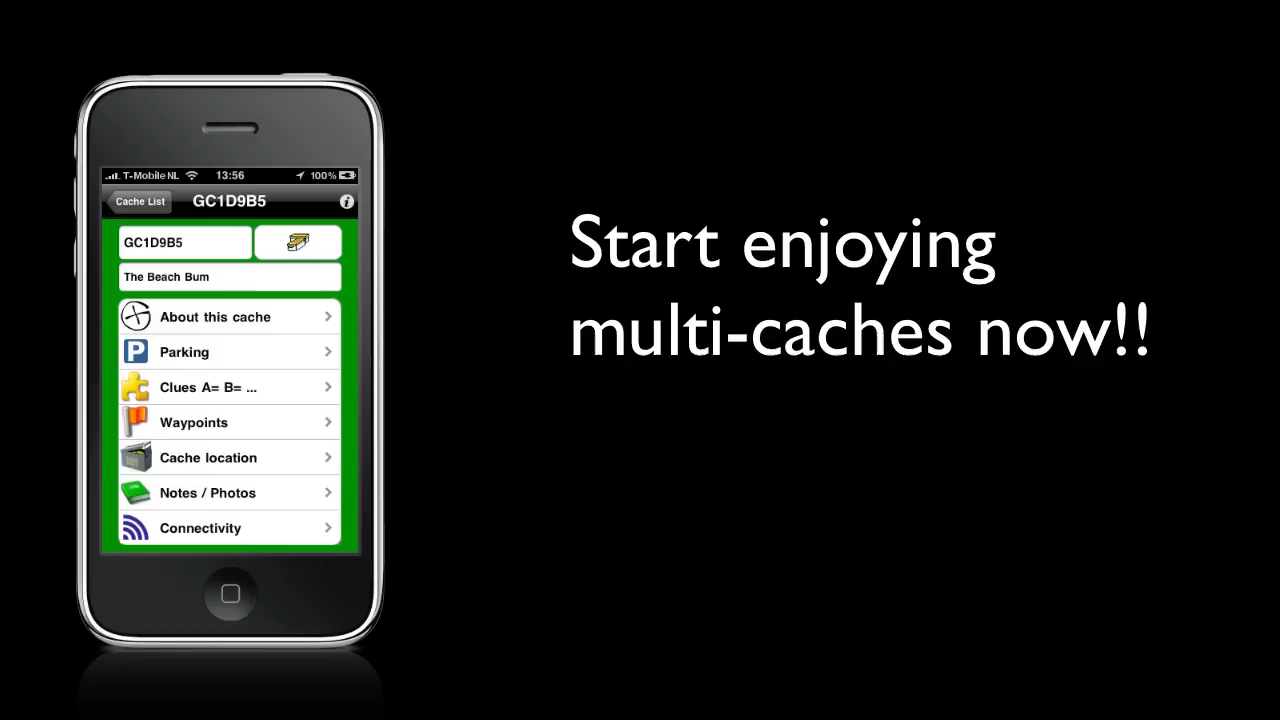 T-Mobile NL 13:56 100%
Cache List GC1D9B5 i
GC1D9B5
The Beach Bum
About this cache
P Parking
Clues A= B= ...
Waypoints
Cache location
Notes / Photos
Connectivity
Start enjoying
multi-caches now!!